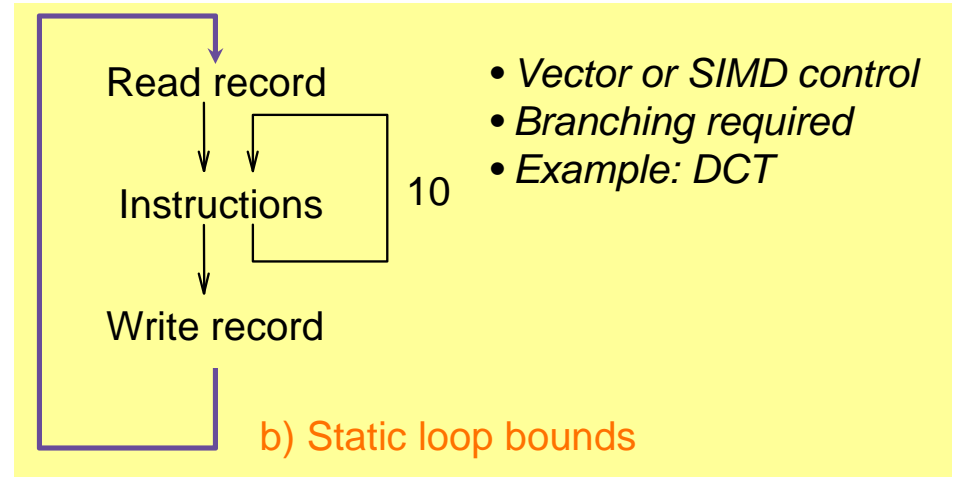 Read record
Instructions
10
Write record
• Vector or SIMD control
• Branching required
• Example: DCT
b) Static loop bounds